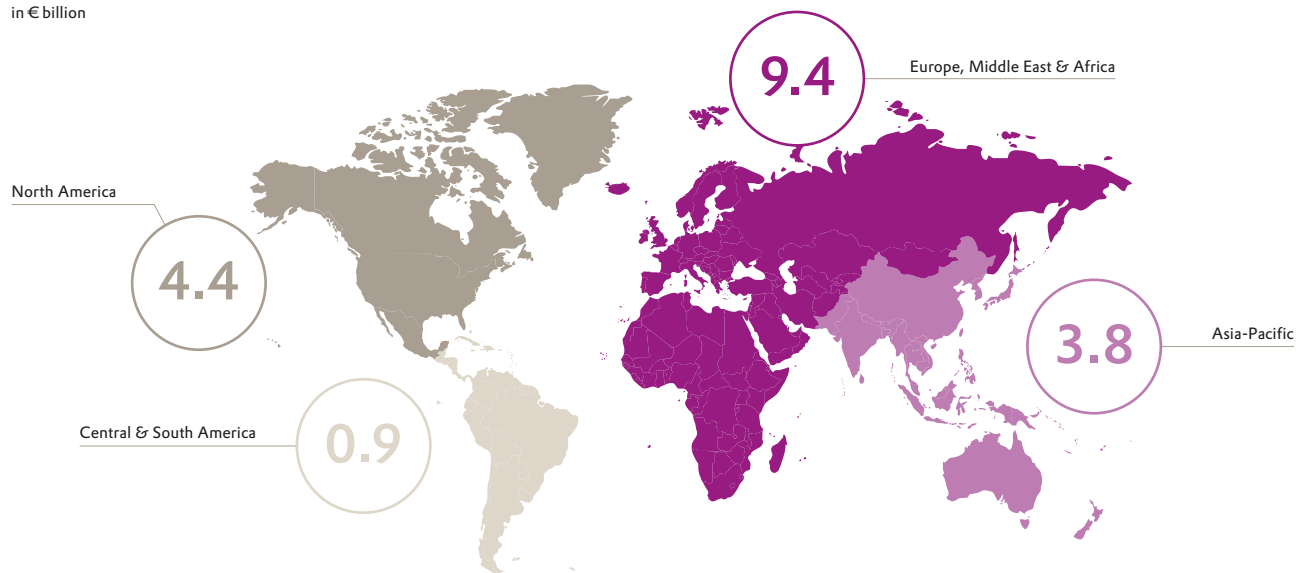 in € billion
9.4
Europe, Middle East & Africa
North America
4.4
3.8
Asia-Pacific
Central & South America
0.9